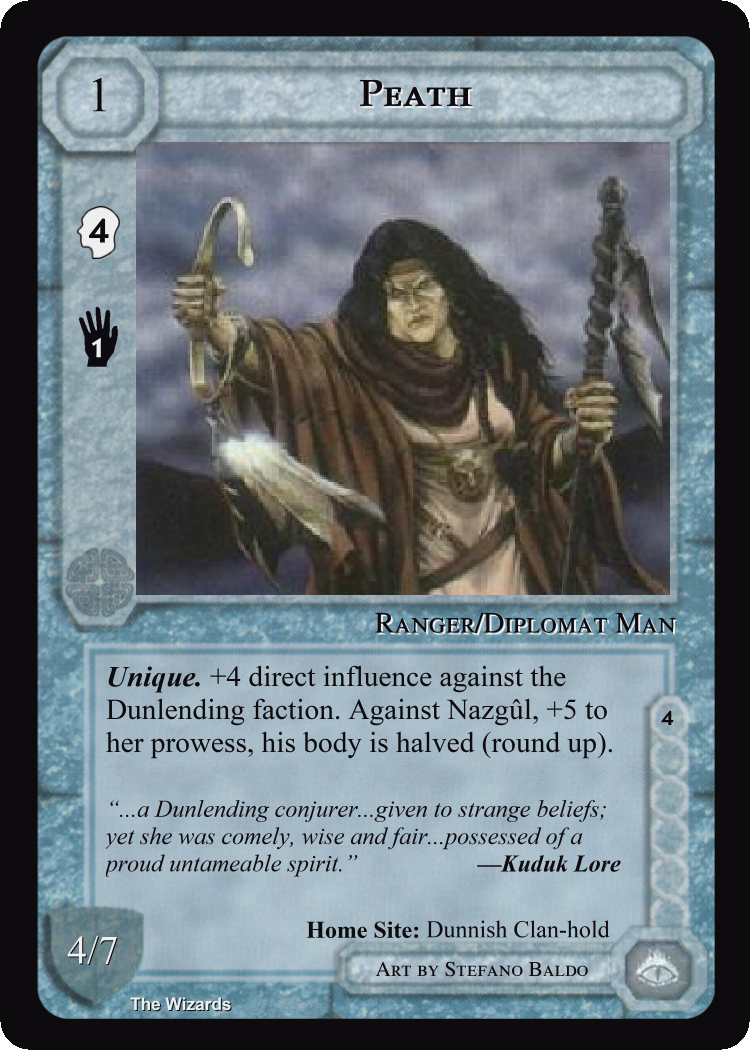 1
Peath
4
1
Ranger/Diplomat Man
Unique. +4 direct influence against the
Dunlending faction. Against Nazgûl, +5 to
her prowess, his body is halved (round up).
4
“...a Dunlending conjurer...given to strange beliefs;
yet she was comely, wise and fair...possessed of a
proud untameable spirit.” —Kuduk Lore
Home Site: Dunnish Clan-hold
4/7
Art by Stefano Baldo
The Wizards